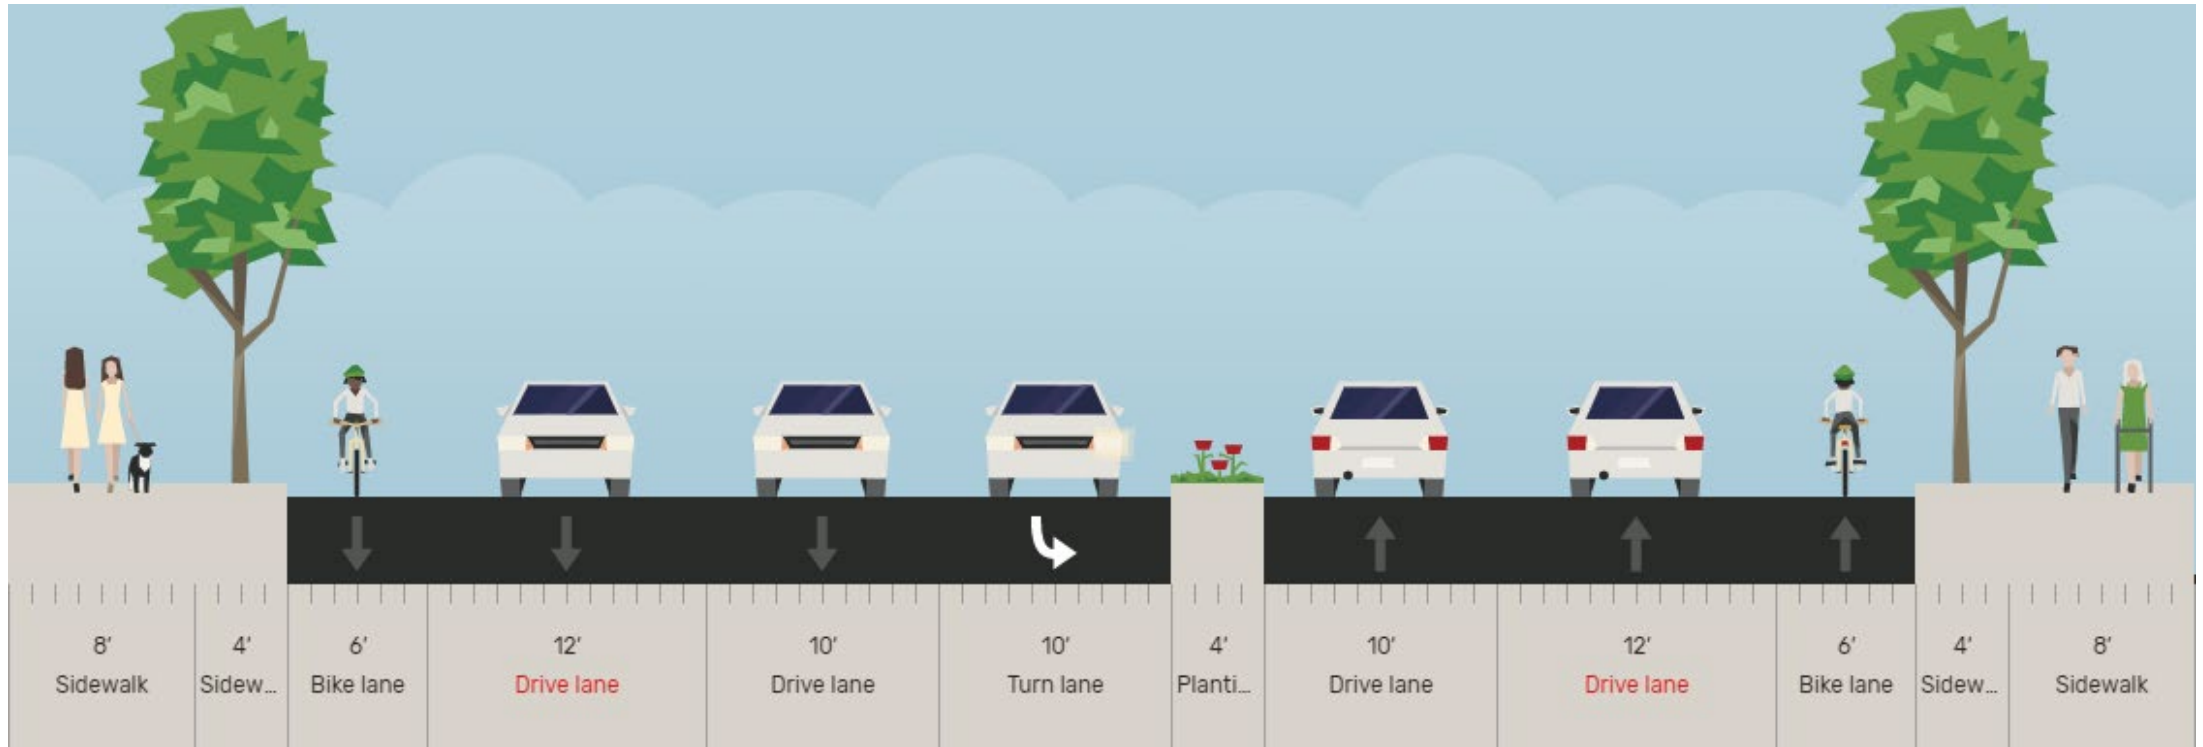 8' 4' 6' 12' 10' 10' 4' 10' 12' 6' 4' 8'
Sidewalk Sidew... Bike lane Drive lane Drive lane Turn lane Planti... Drive lane Drive lane Bike lane Sidew... Sidewalk